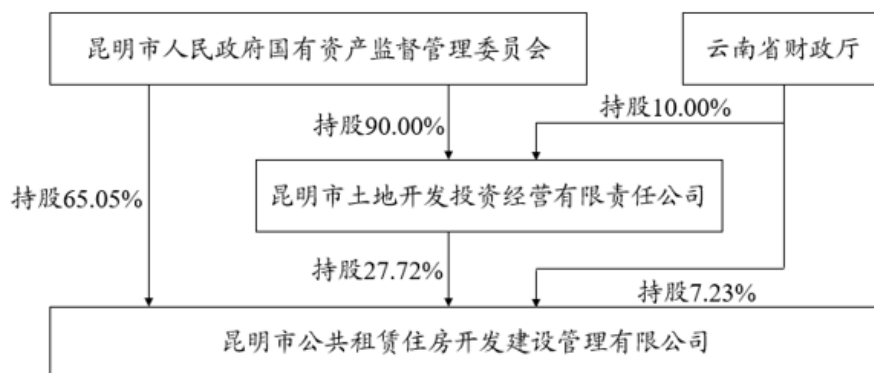 昆明市人民政府国有资产监督管理委员会
云南省财政厅
持股90.00%
持股10.00%
昆明市土地开发投资经营有限责任公司
持股65.05%
持股27.72%
持股7.23%
昆明市公共租赁住房开发建设管理有限公司